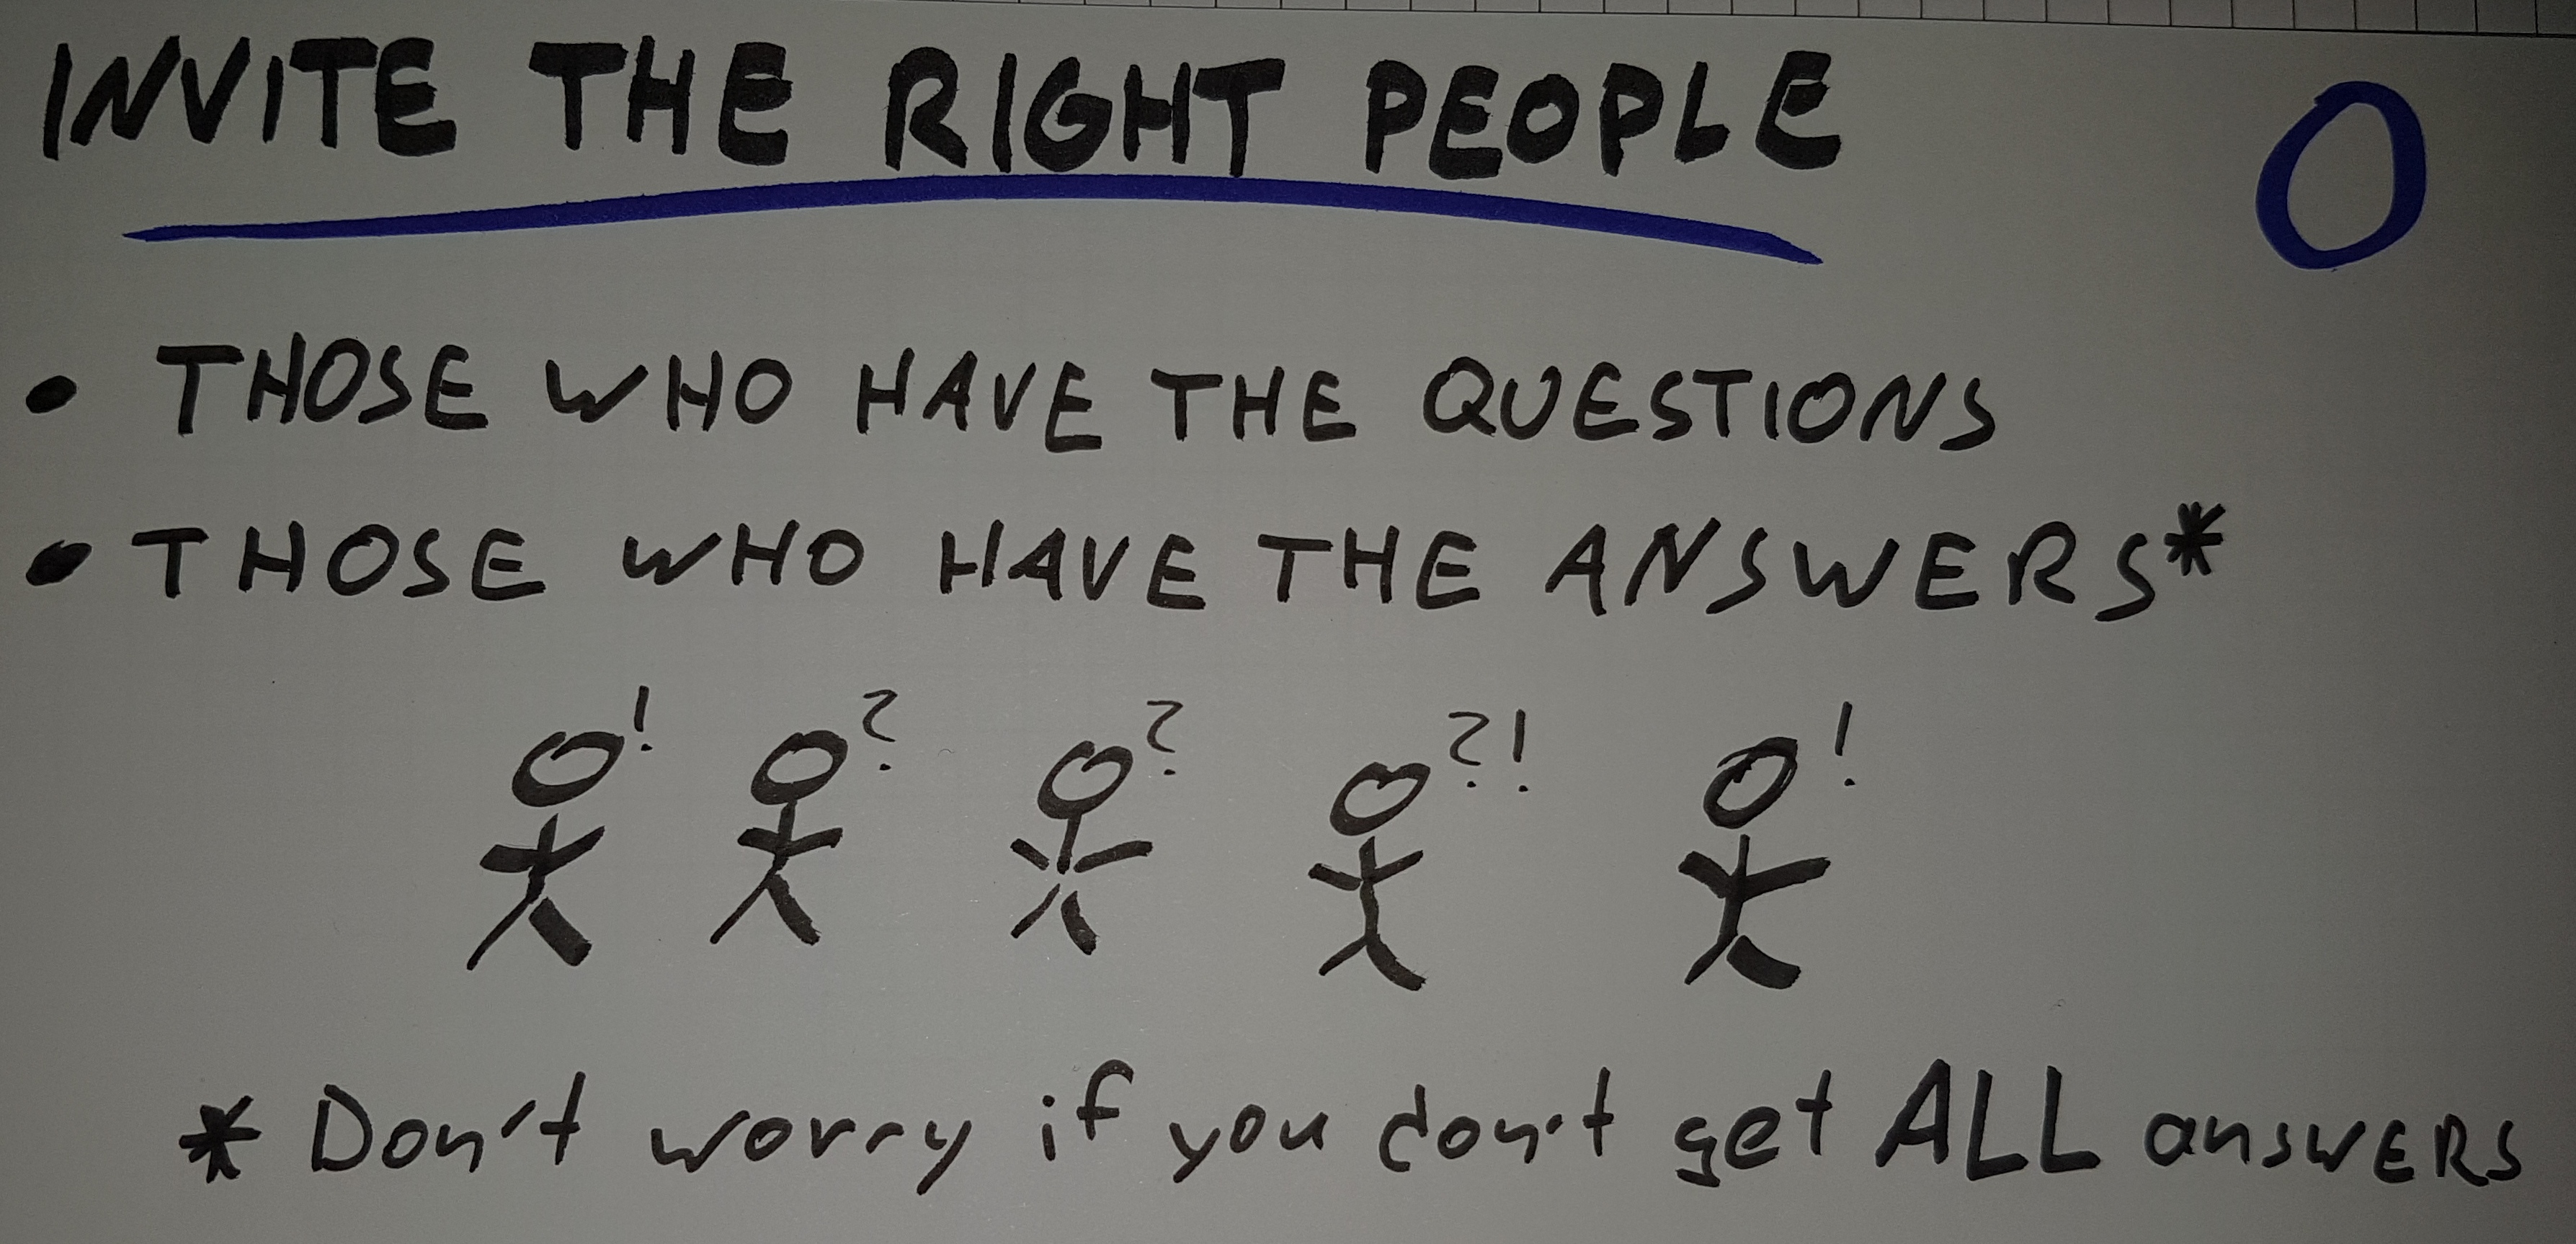 INVITE THE RIGHT PEOPLE 0
• THOSE WHO HAVE THE QUESTIONS
• THOSE WHO HAVE THE ANSWERS*
! ? ? ?! !
* Don't worry if you don't get ALL answERS